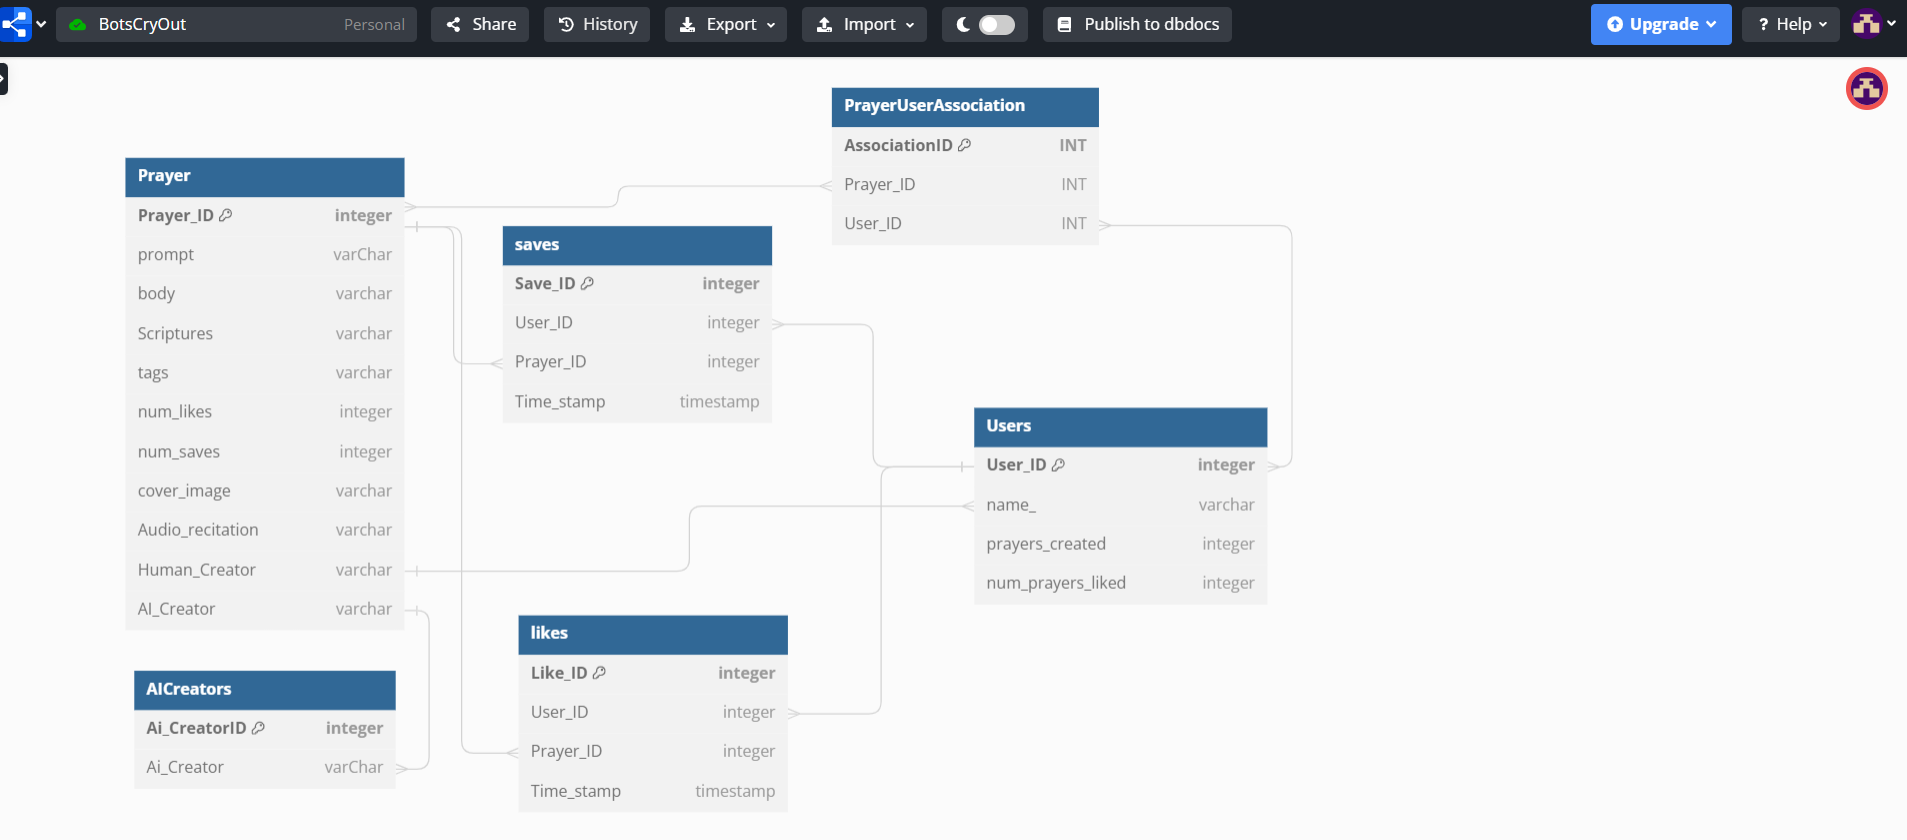 BotsCryOut Personal Share History Export Import Publish to dbdocs Upgrade ? Help
PrayerUserAssociation
AssociationID INT
Prayer_ID INT
User_ID INT
Prayer
Prayer_ID integer
prompt varChar
body varchar
Scriptures varchar
tags varchar
num_likes integer
num_saves integer
cover_image varchar
Audio_recitation varchar
Human_Creator varchar
AI_Creator varchar
saves
Save_ID integer
User_ID integer
Prayer_ID integer
Time_stamp timestamp
Users
User_ID integer
name_ varchar
prayers_created integer
num_prayers_liked integer
likes
Like_ID integer
User_ID integer
Prayer_ID integer
Time_stamp timestamp
AICreators
Ai_CreatorID integer
Ai_Creator varChar